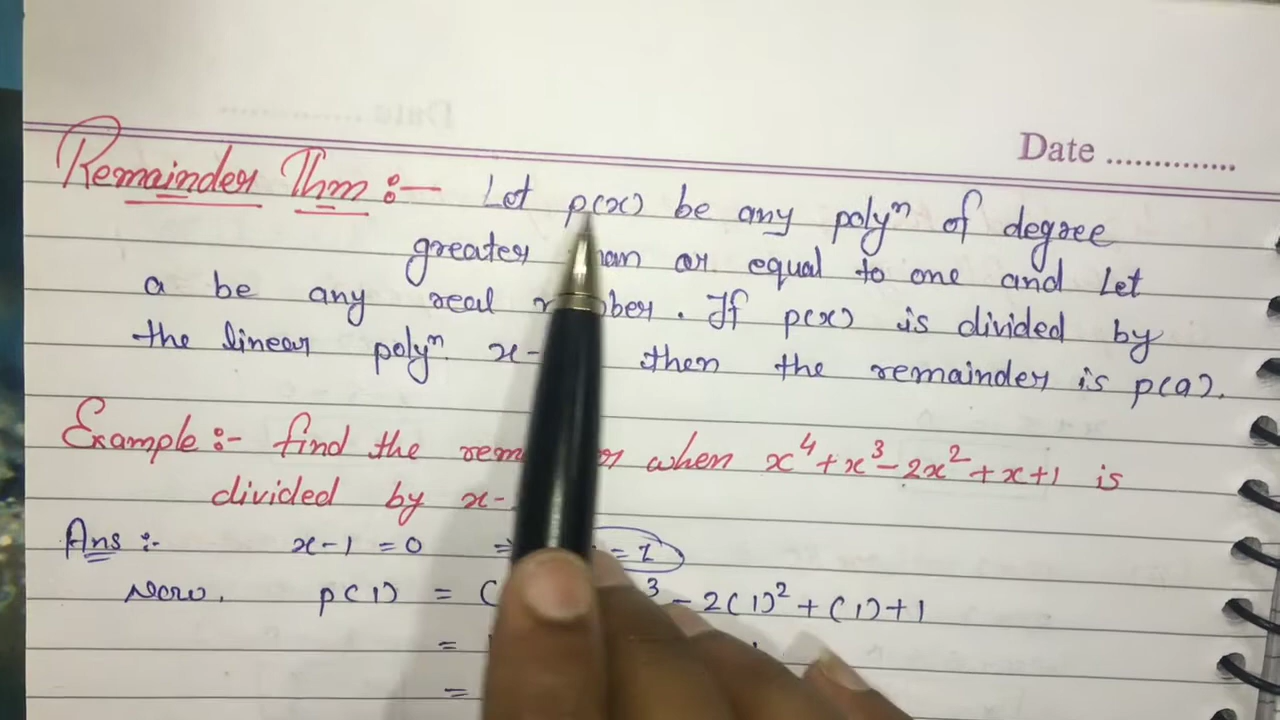 Date ..............
Remainder Thm :- Let p(x) be any polyⁿ of degree
greater than or equal to one and Let
a be any real number. If p(x) is divided by
the linear polyⁿ x- then the remainder is p(a).
Example :- find the when x⁴+x³-2x²+x+1 is
divided by x-
Ans :- x-1=0 ⇒ =1
Now, p(1) = ( ³ - 2(1)² + (1)+1
=
=